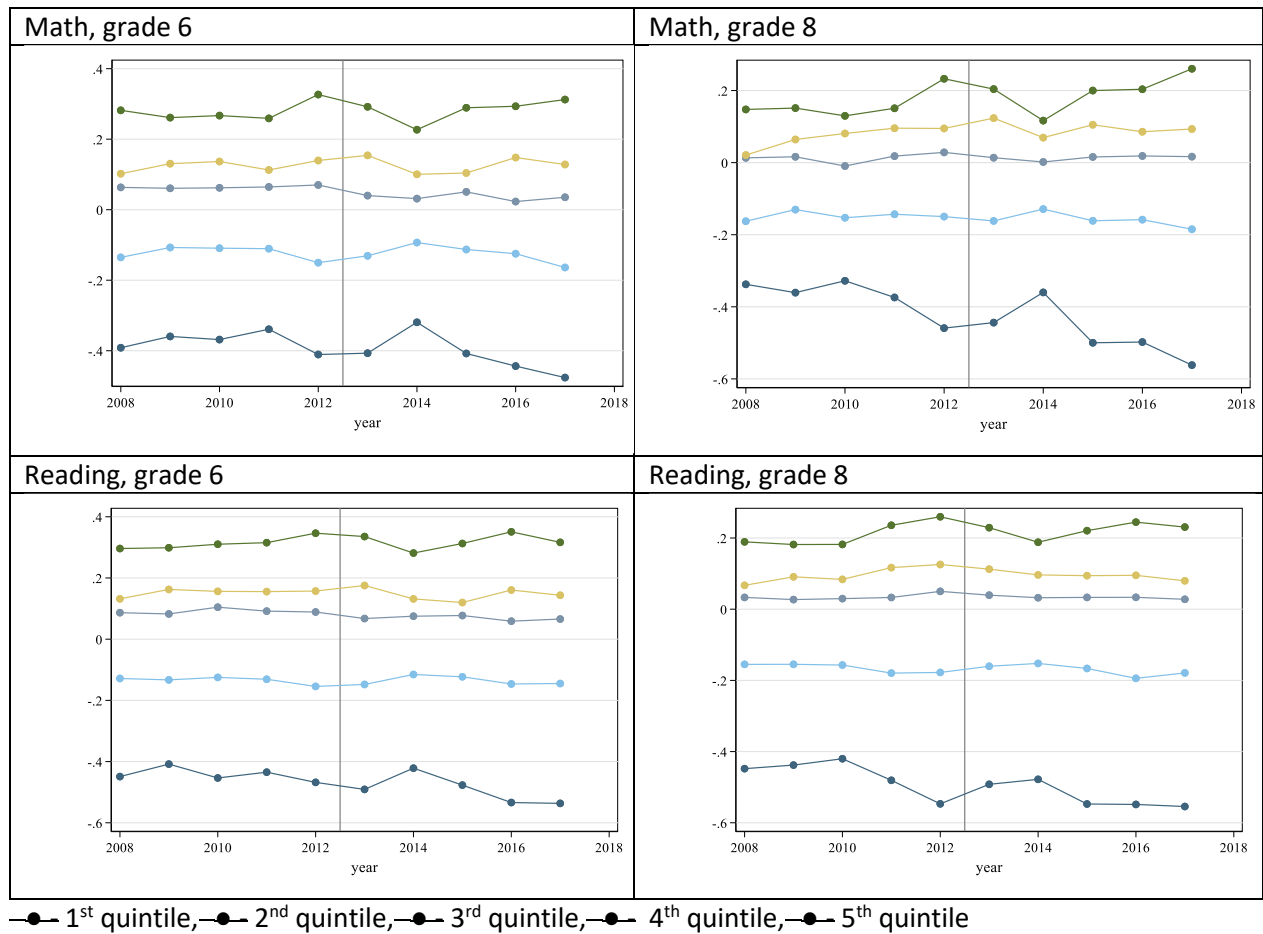 Math, grade 6
.4
.2
0
-.2
-.4
2008 2010 2012 2014 2016 2018
year
Math, grade 8
.2
0
-.2
-.4
-.6
2008 2010 2012 2014 2016 2018
year
Reading, grade 6
.4
.2
0
-.2
-.4
-.6
2008 2010 2012 2014 2016 2018
year
Reading, grade 8
.2
0
-.2
-.4
-.6
2008 2010 2012 2014 2016 2018
year
1st quintile, 2nd quintile, 3rd quintile, 4th quintile, 5th quintile